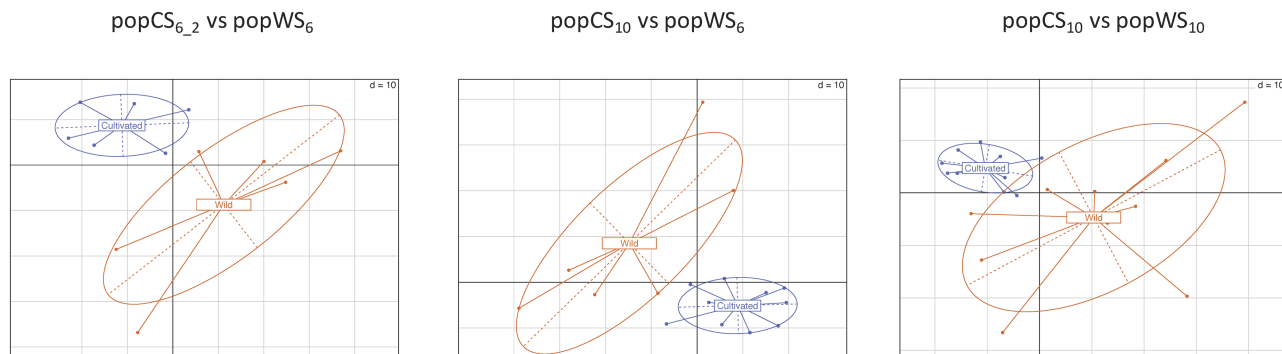 popCS6_2 vs popWS6
popCS10 vs popWS6
popCS10 vs popWS10
d = 10
Cultivated
Wild
d = 10
Wild
Cultivated
d = 10
Cultivated
Wild